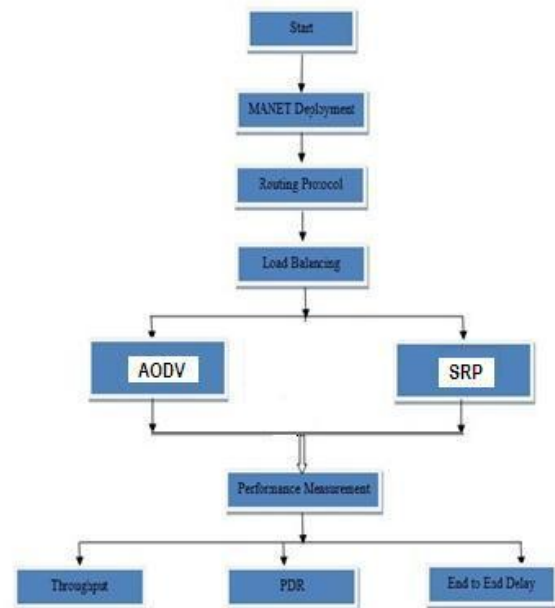 Start
MANET Deployment
Routing Protocol
Load Balancing
AODV
SRP
Performance Measurement
Throughput
PDR
End to End Delay